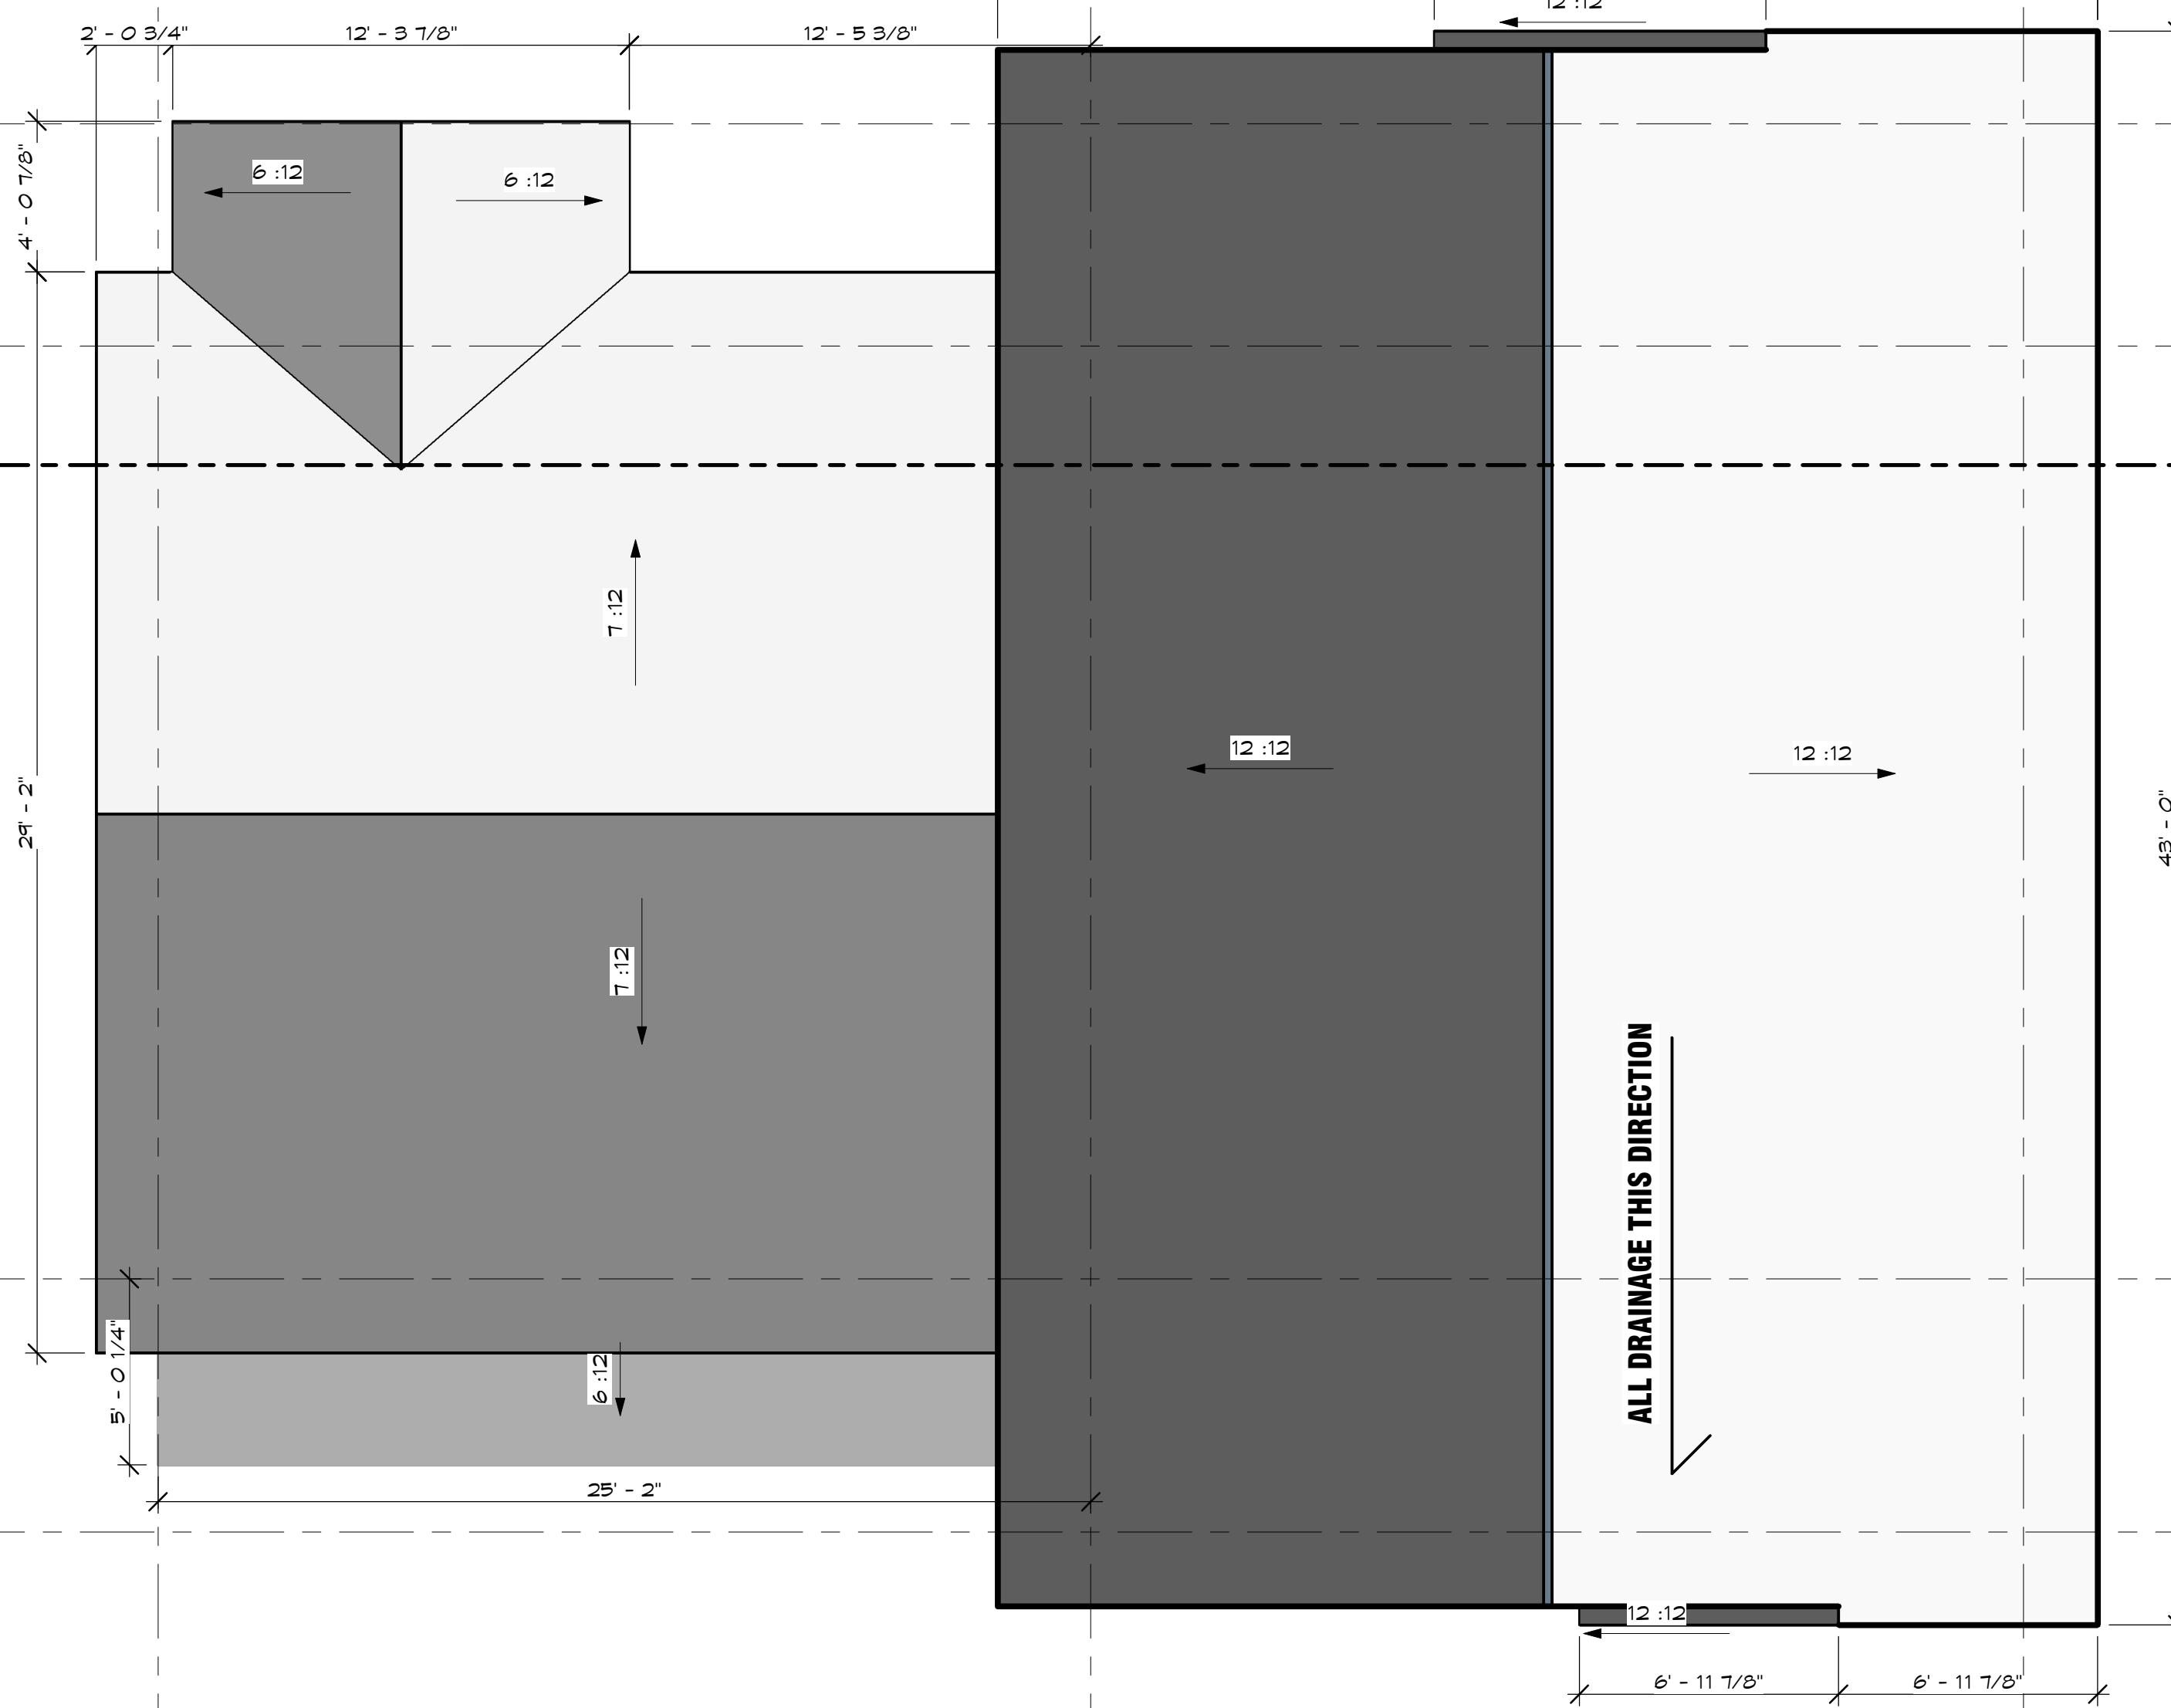 12 :12
2' - 0 3/4"
12' - 3 7/8"
12' - 5 3/8"
4' - 0 7/8"
6 :12
6 :12
7 :12
12 :12
12 :12
29' - 2"
43' - 0"
7 :12
ALL DRAINAGE THIS DIRECTION
5' - 0 1/4"
6 :12
25' - 2"
12 :12
6' - 11 7/8"
6' - 11 7/8"